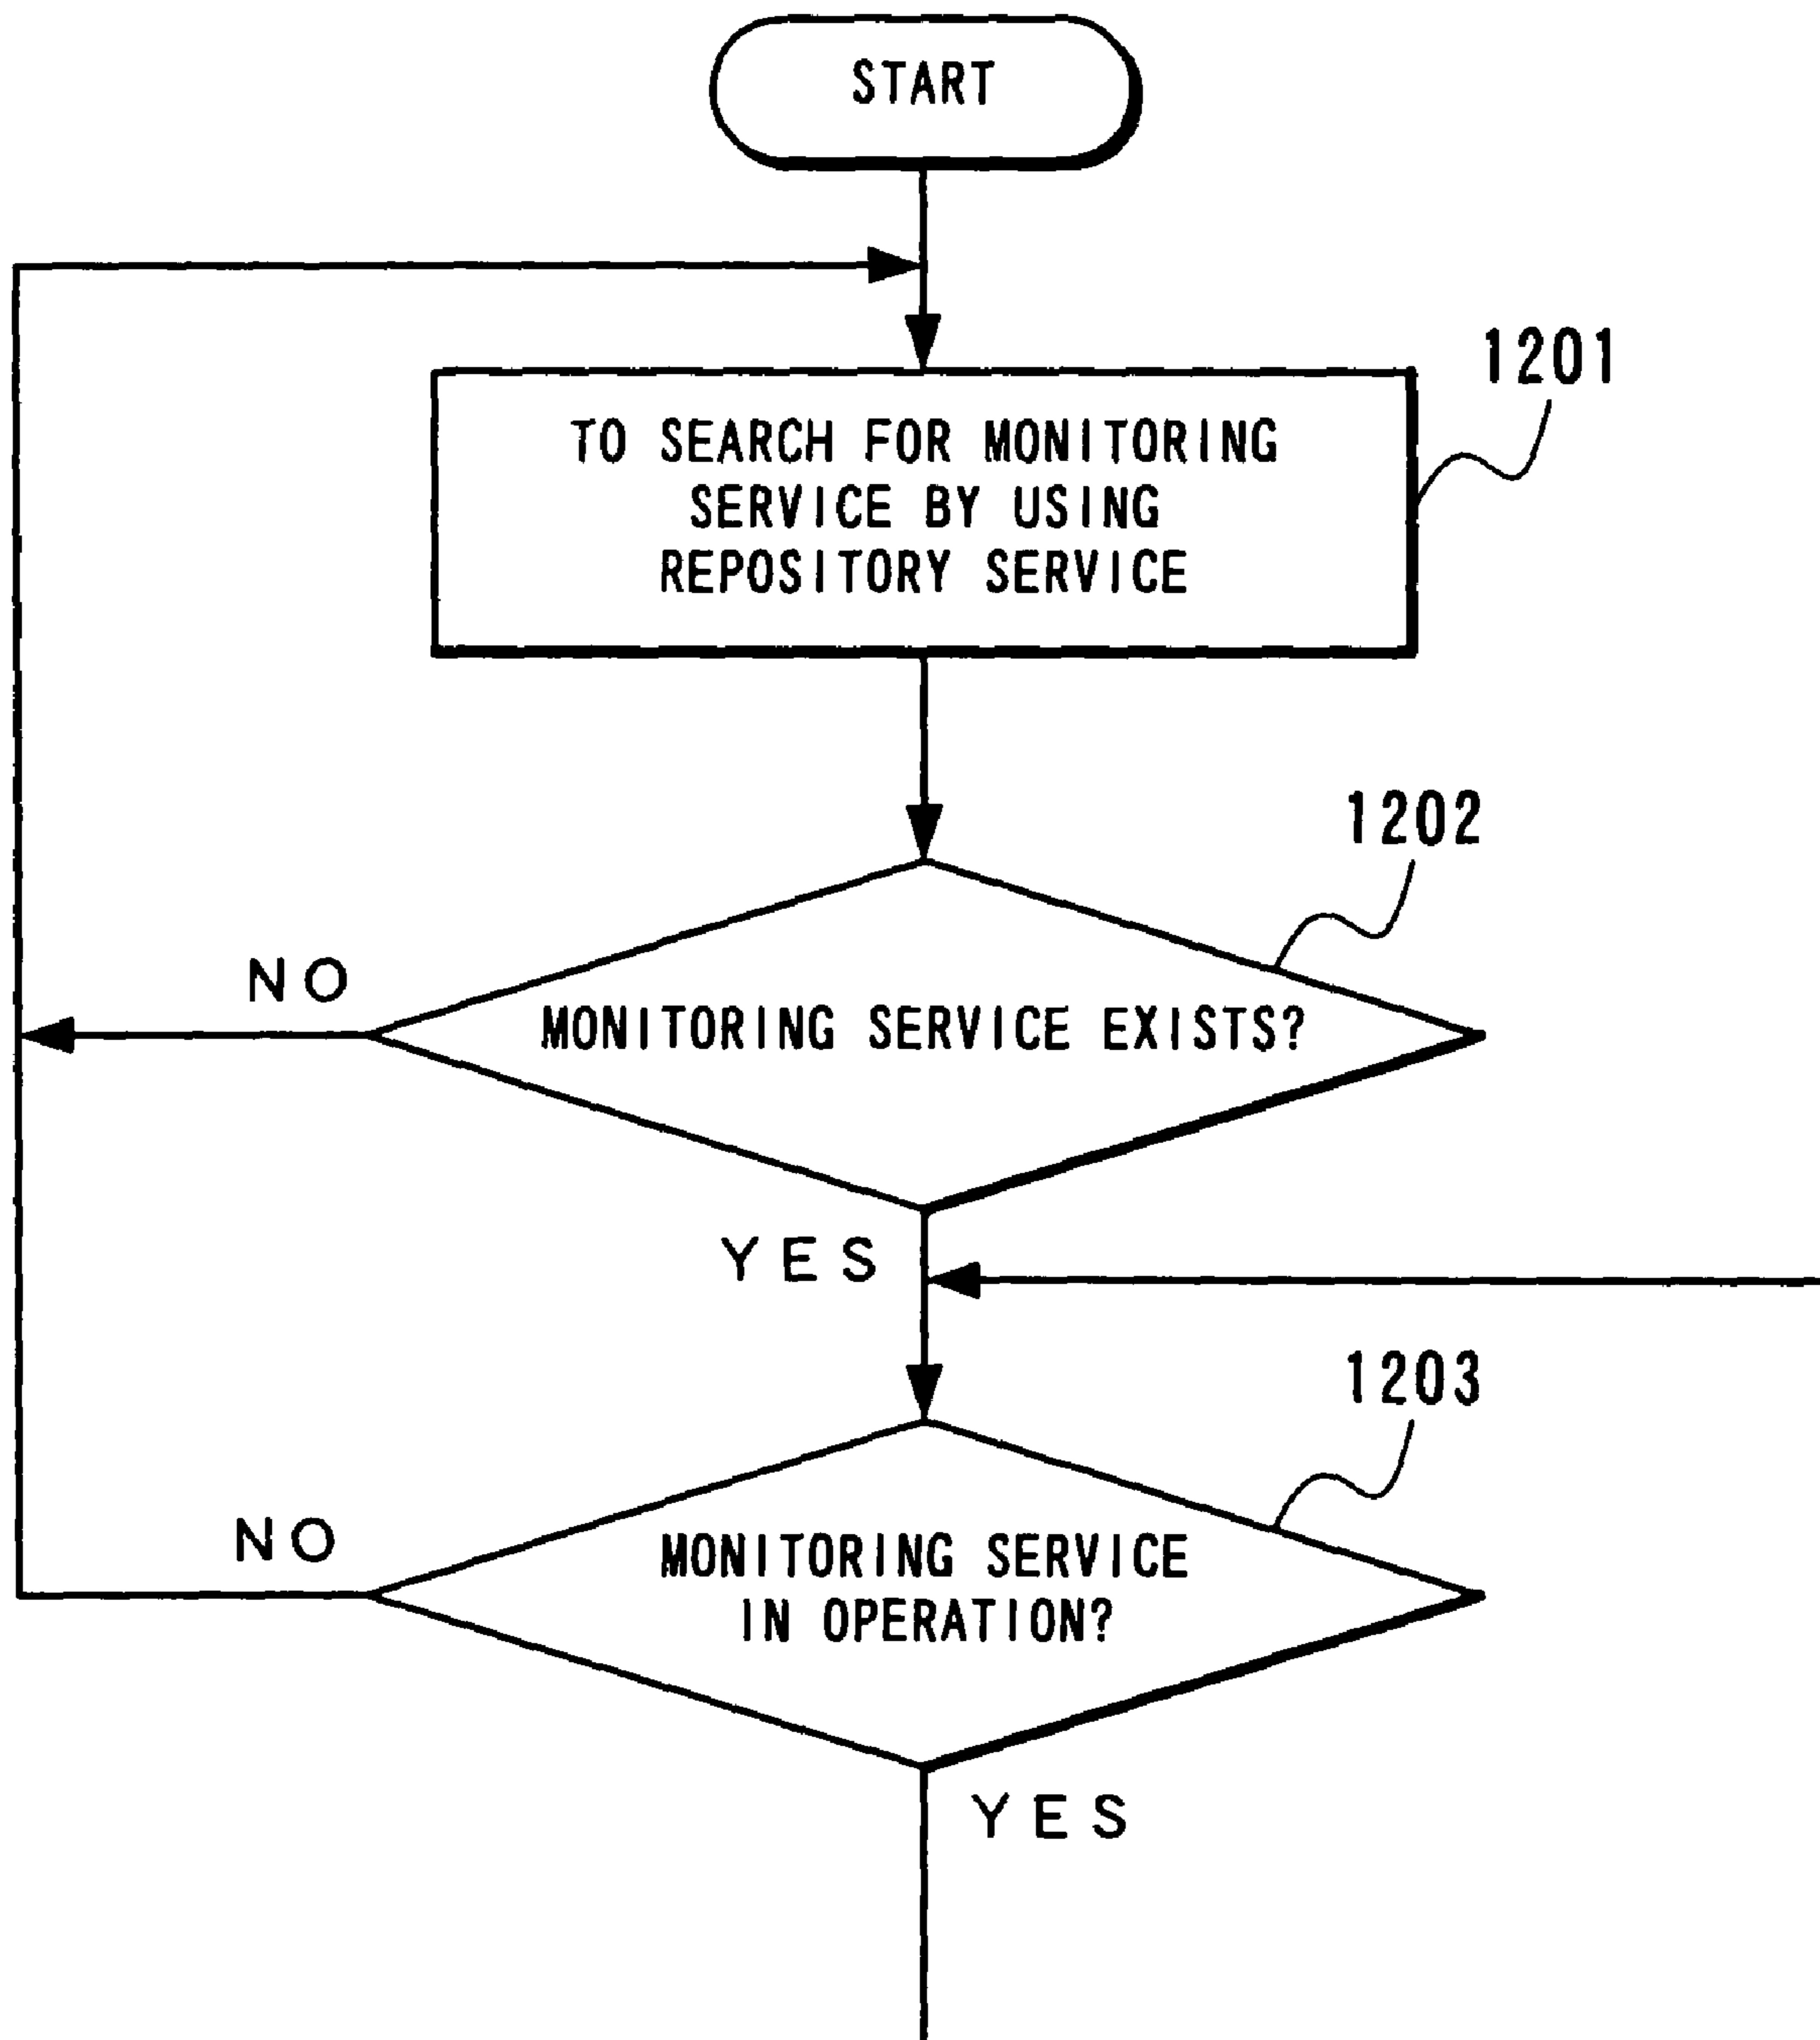 START
1201
TO SEARCH FOR MONITORING
SERVICE BY USING
REPOSITORY SERVICE
1202
NO
MONITORING SERVICE EXISTS?
YES
1203
NO
MONITORING SERVICE
IN OPERATION?
YES